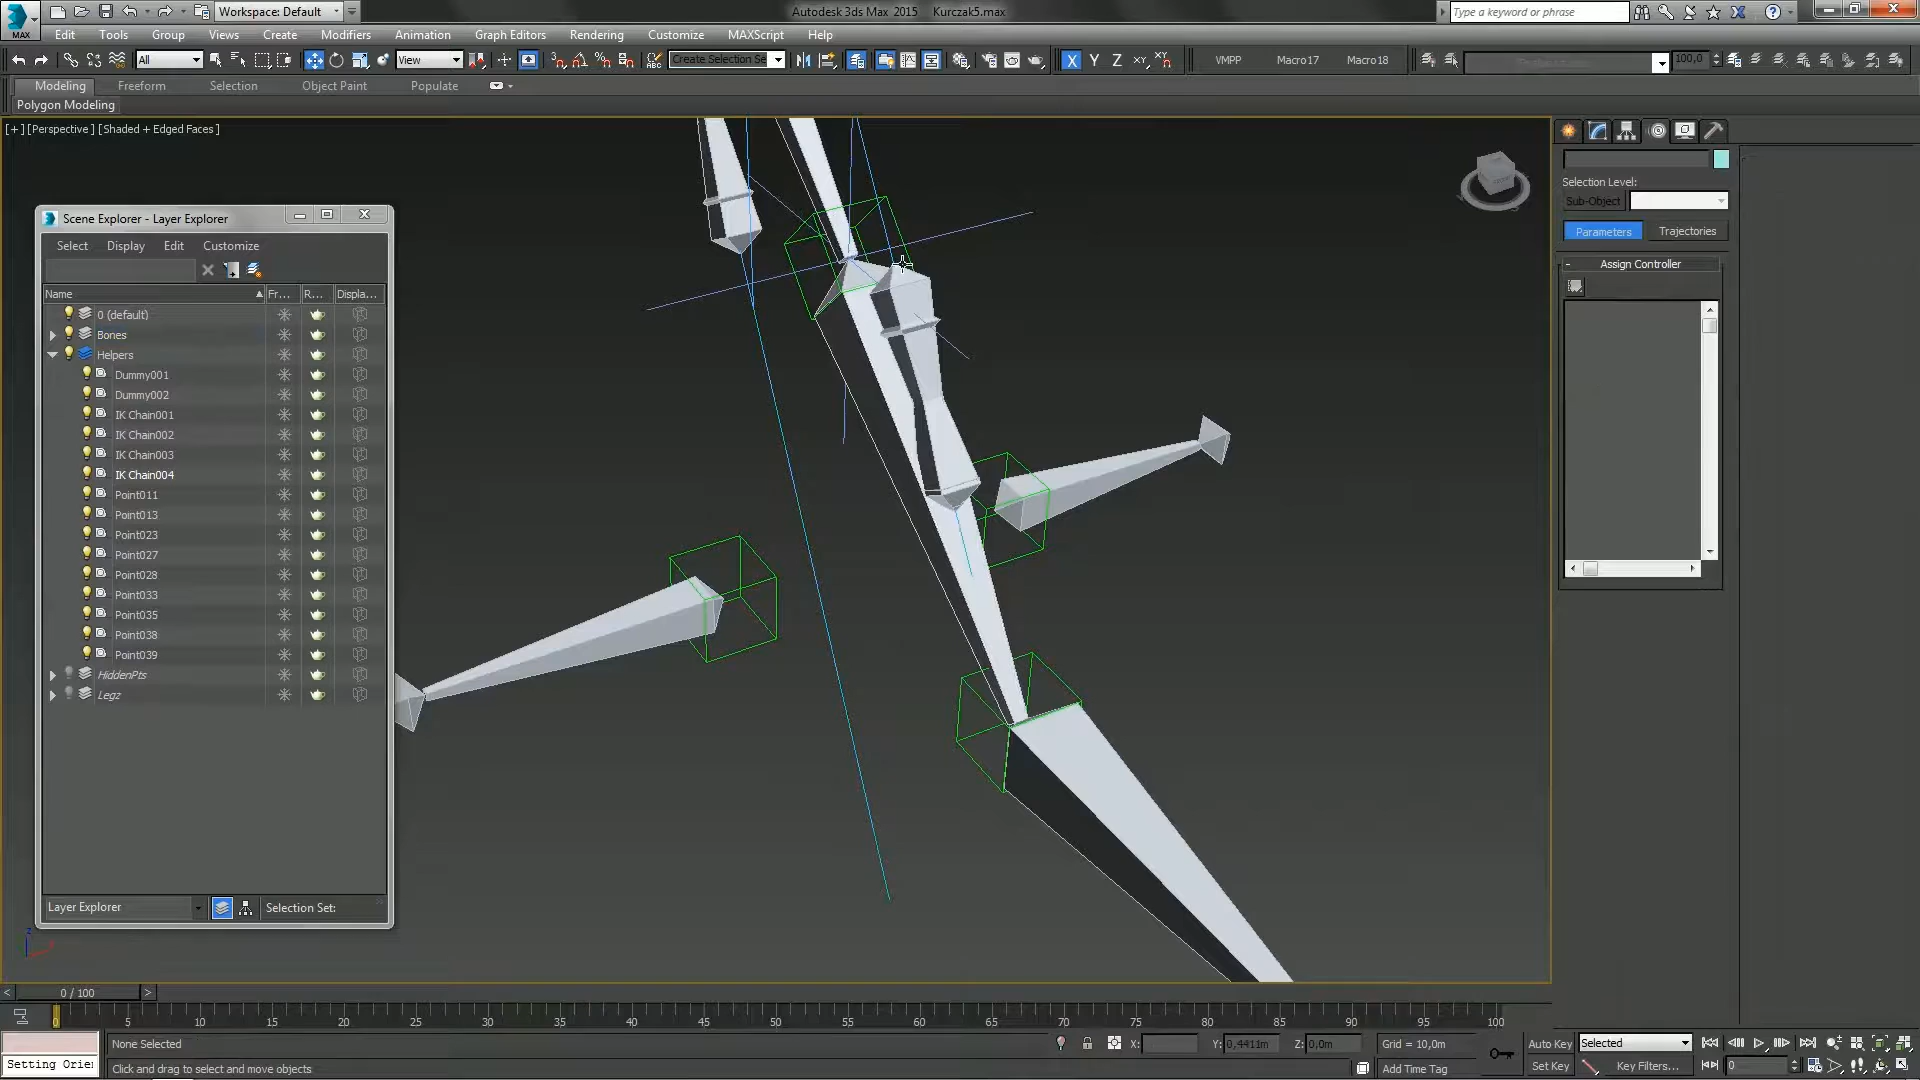 Workspace: Default
Autodesk 3ds Max 2015 Kurczak5.max
Type a keyword or phrase
MAX
Edit Tools Group Views Create Modifiers Animation Graph Editors Rendering Customize MAXScript Help
All
View
Create Selection Se
X Y Z XY
VMPP Macro17 Macro18
100,0
Modeling Freeform Selection Object Paint Populate
Polygon Modeling
[+] [Perspective] [Shaded + Edged Faces]
Scene Explorer - Layer Explorer
Select Display Edit Customize
Name Fr... R... Displa...
0 (default)
Bones
Helpers
Dummy001
Dummy002
IK Chain001
IK Chain002
IK Chain003
IK Chain004
Point011
Point013
Point023
Point027
Point028
Point033
Point035
Point038
Point039
HiddenPts
Legz
Layer Explorer Selection Set:
Selection Level:
Sub-Object
Parameters Trajectories
- Assign Controller
0 / 100
0 5 10 15 20 25 30 35 40 45 50 55 60 65 70 75 80 85 90 95 100
None Selected
X: Y: 0,4411m Z: 0,0m Grid = 10,0m
Auto Key Selected
Setting Orie
Click and drag to select and move objects
Add Time Tag
Set Key Key Filters... 0